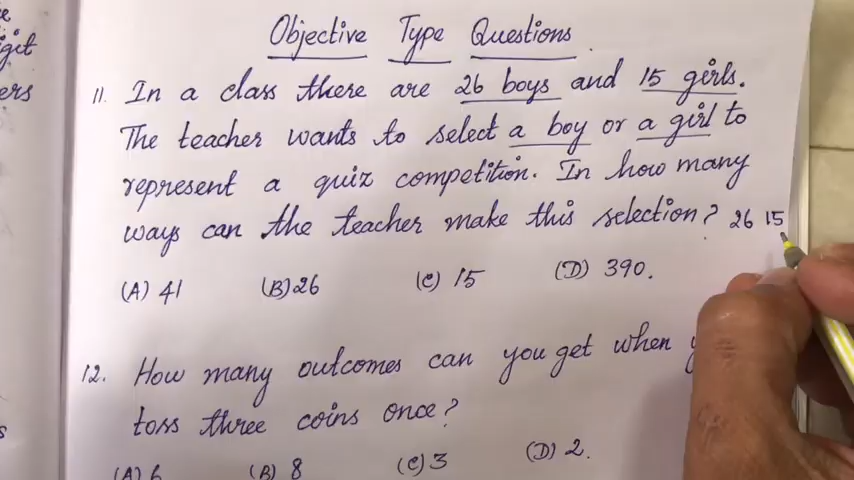 Objective Type Questions.
11. In a class there are 26 boys and 15 girls.
The teacher wants to select a boy or a girl to
represent a quiz competition. In how many
ways can the teacher make this selection? 26 15
(A) 41 (B) 26 (C) 15 (D) 390.
12. How many outcomes can you get when
toss three coins once?
(A) 6 (B) 8 (C) 3 (D) 2.